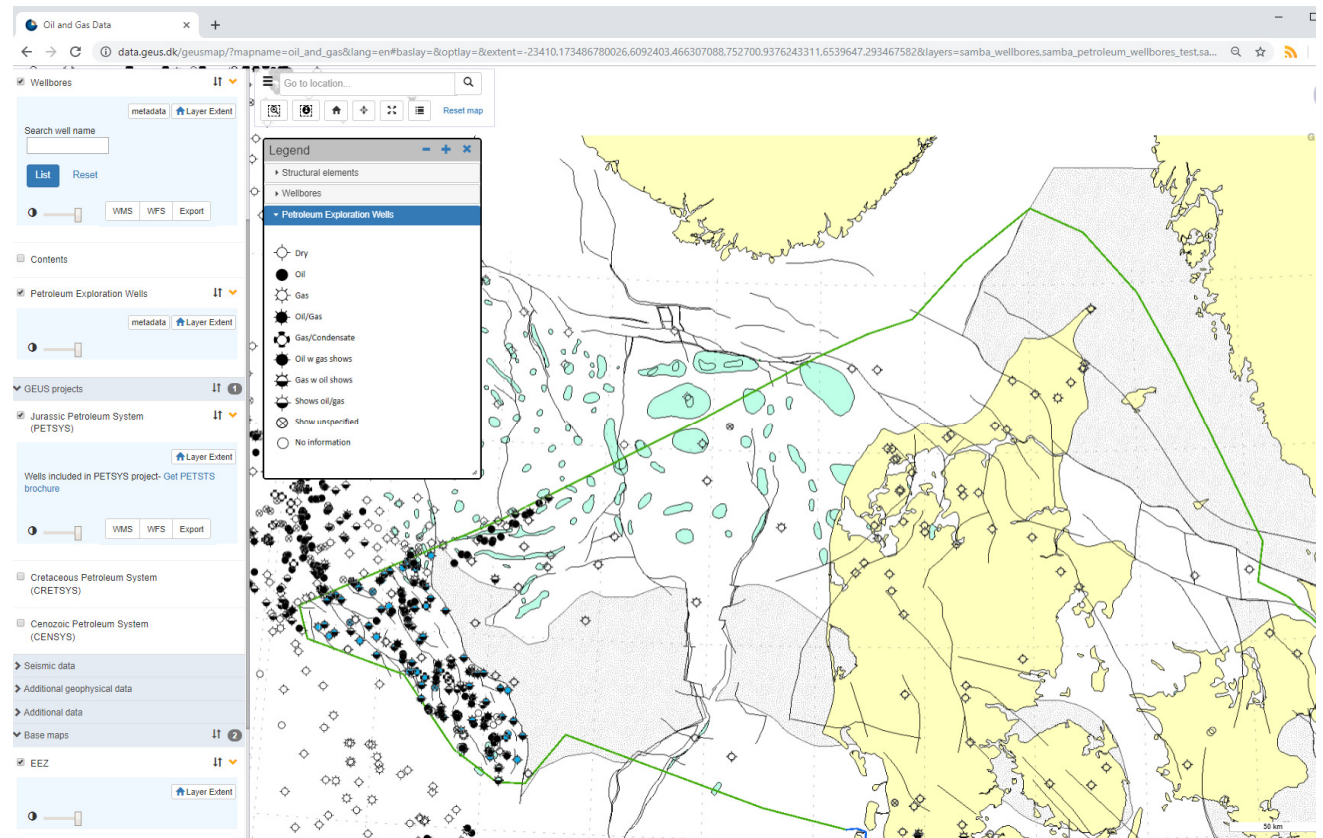 Oil and Gas Data
data.geus.dk/geusmap/?mapname=oil_and_gas&lang=en#baslay=&optlay=&extent=-23410.173486780026,6092403.466307088,752700.9376243311,6539647.293467582&layers=samba_wellbores,samba_petroleum_wellbores_test,sa...
Wellbores
metadata Layer Extent
Search well name
List Reset
WMS WFS Export
Contents
Petroleum Exploration Wells
metadata Layer Extent
GEUS projects 1
Jurassic Petroleum System
(PETSYS)
Layer Extent
Wells included in PETSYS project- Get PETSTS
brochure
WMS WFS Export
Cretaceous Petroleum System
(CRETSYS)
Cenozoic Petroleum System
(CENSYS)
Seismic data
Additional geophysical data
Additional data
Base maps 2
EEZ
Layer Extent
Go to location...
Reset map
Legend
Structural elements
Wellbores
Petroleum Exploration Wells
Dry
Oil
Gas
Oil/Gas
Gas/Condensate
Oil w gas shows
Gas w oil shows
Shows oil/gas
Show unspecified
No information
G
50 km